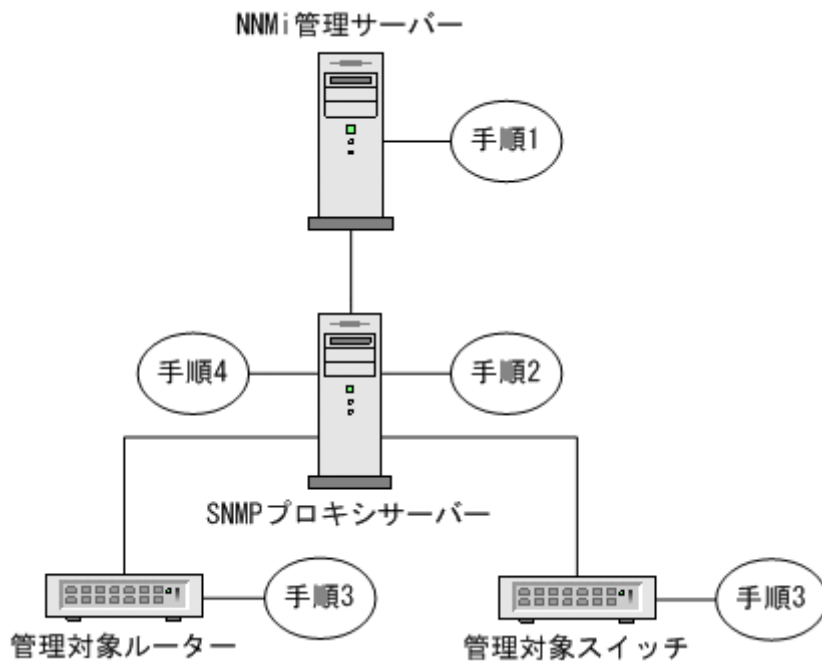 NNMi管理サーバー
手順1
手順4
手順2
SNMPプロキシサーバー
手順3
手順3
管理対象ルーター
管理対象スイッチ